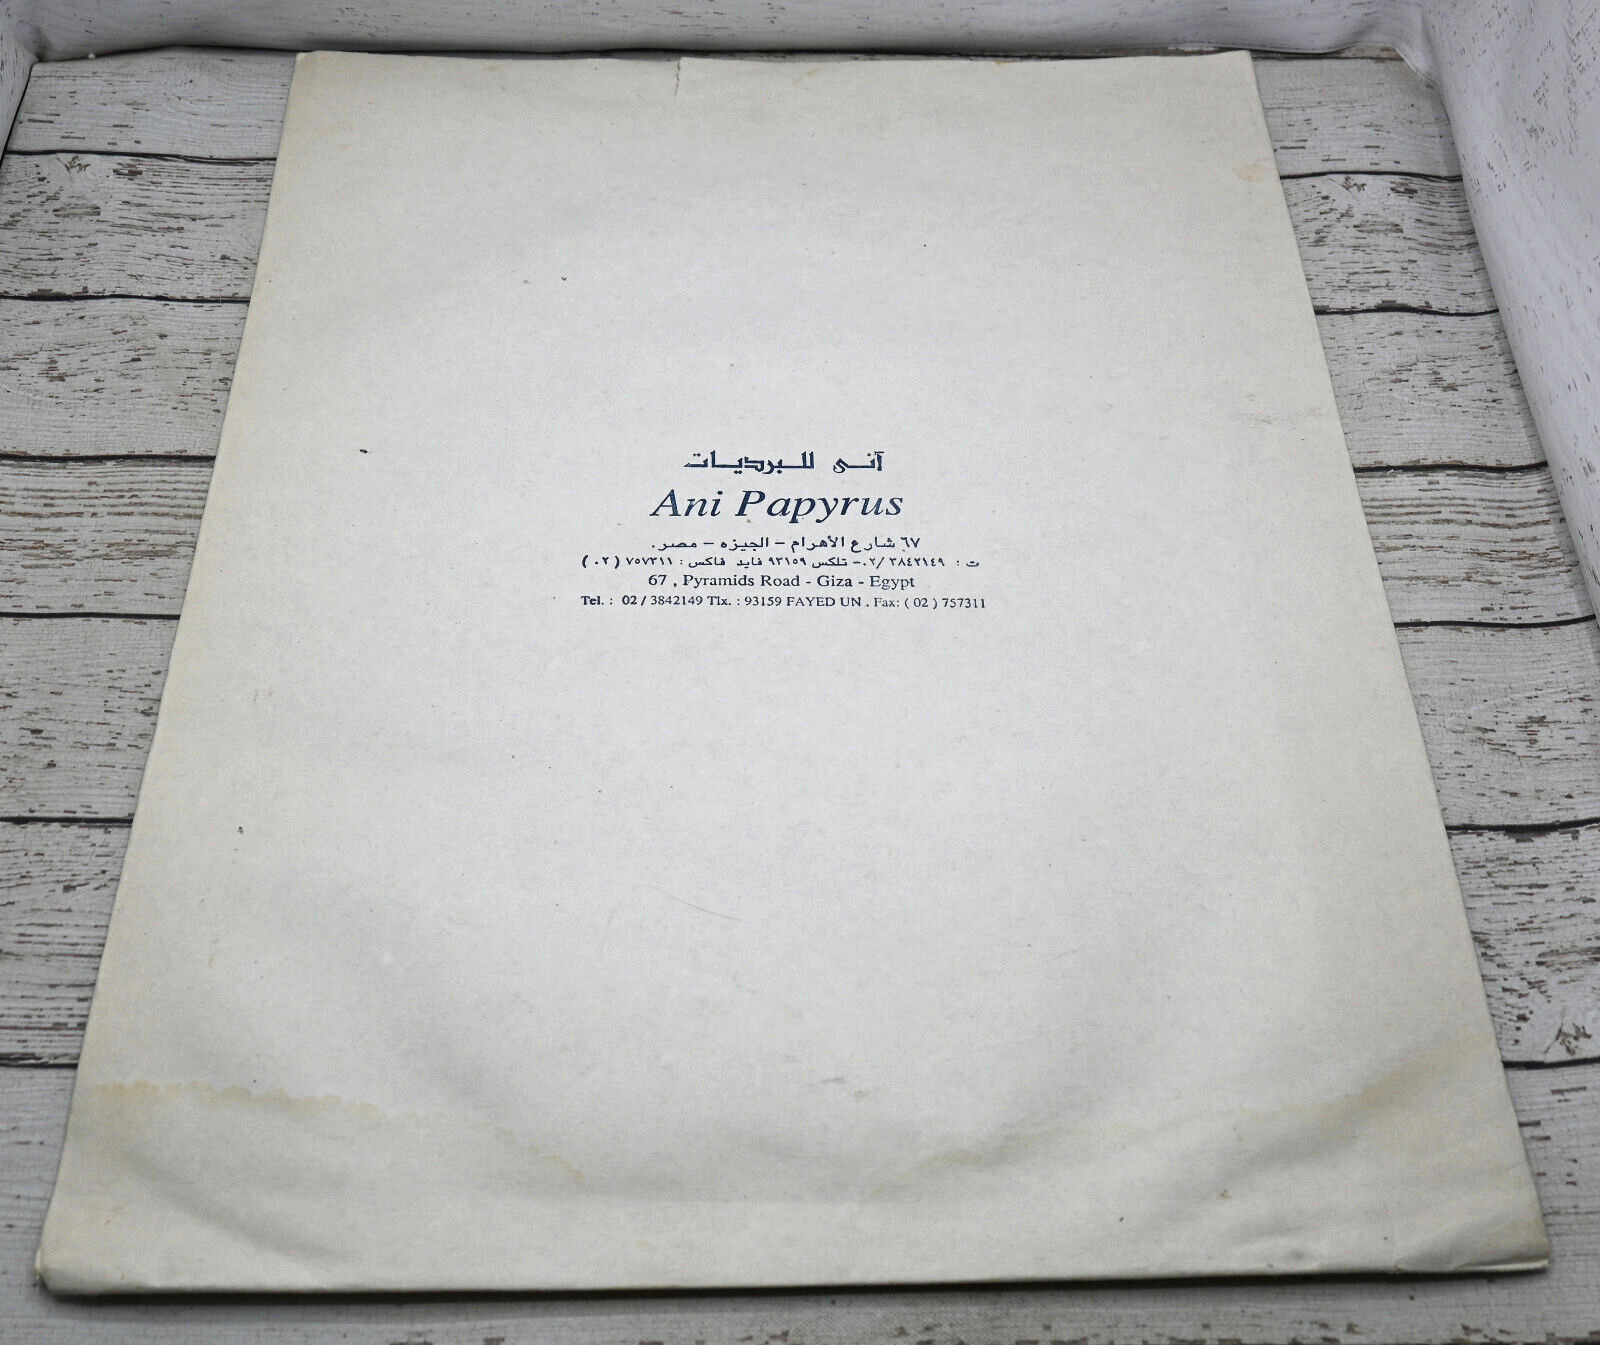 آنى للبرديات
Ani Papyrus
٦٧ شارع الأهرام - الجيزه - مصر.
ت : ٠٢/٣٨٤٢١٤٩- تلكس ٩٣١٥٩ فايد فاكس : ٧٥٧٣١١ (٠٢)
67 , Pyramids Road - Giza - Egypt
Tel. : 02 / 3842149 Tlx. : 93159 FAYED UN . Fax: ( 02 ) 757311